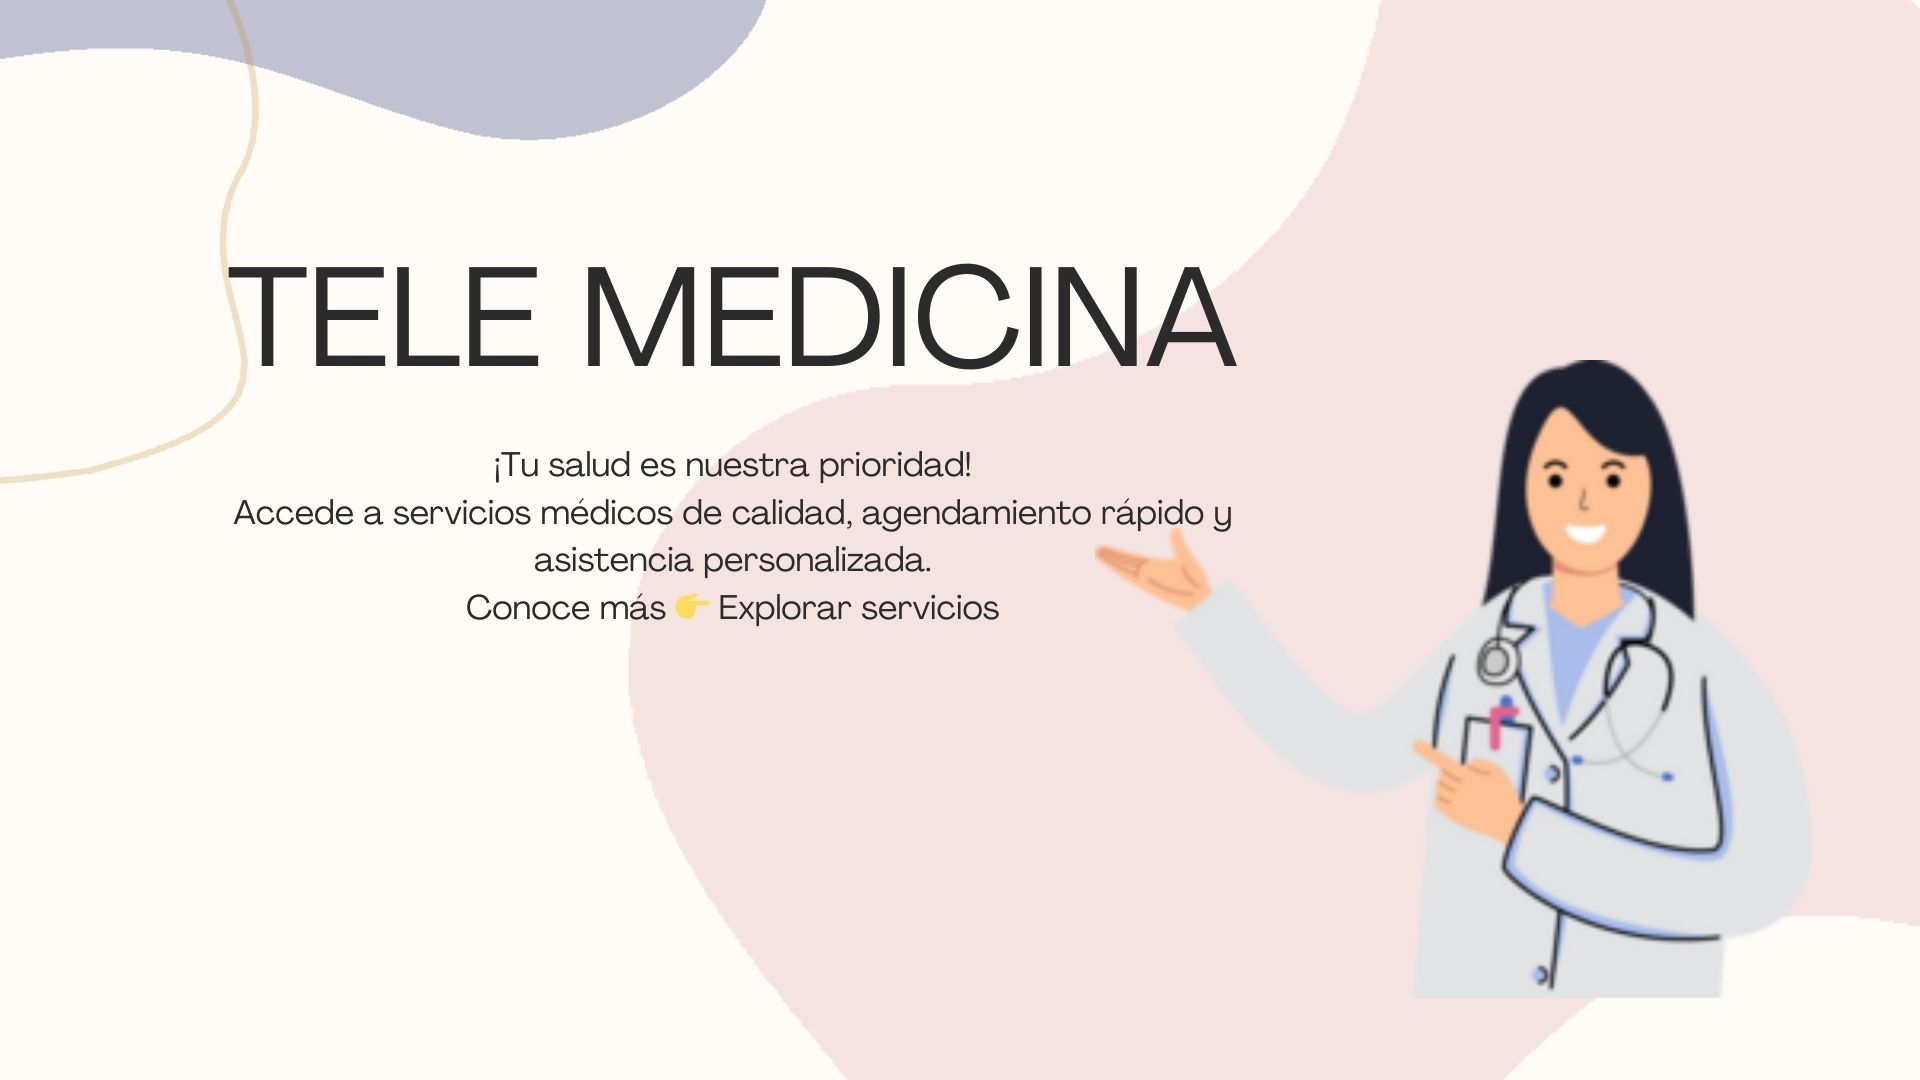 TELE MEDICINA
¡Tu salud es nuestra prioridad!
Accede a servicios médicos de calidad, agendamiento rápido y
asistencia personalizada.
Conoce más 👉 Explorar servicios